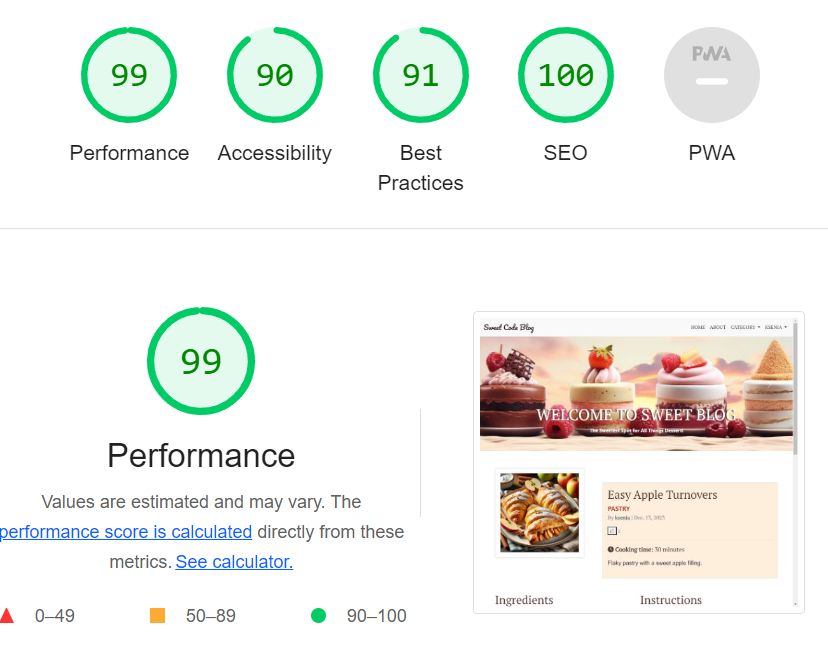 99
90
91
100
PWA
Performance
Accessibility
Best
Practices
SEO
PWA
99
Performance
Values are estimated and may vary. The
performance score is calculated directly from these
metrics. See calculator.
0–49
50–89
90–100
Sweet Code Blog
HOME ABOUT CATEGORY KSENIA
WELCOME TO SWEET BLOG
The Sweetest Spot for All Things Dessert
Easy Apple Turnovers
PASTRY
By ksenia | Dec. 13, 2023
Cooking time: 30 minutes
Flaky pastry with a sweet apple filling.
Ingredients
Instructions